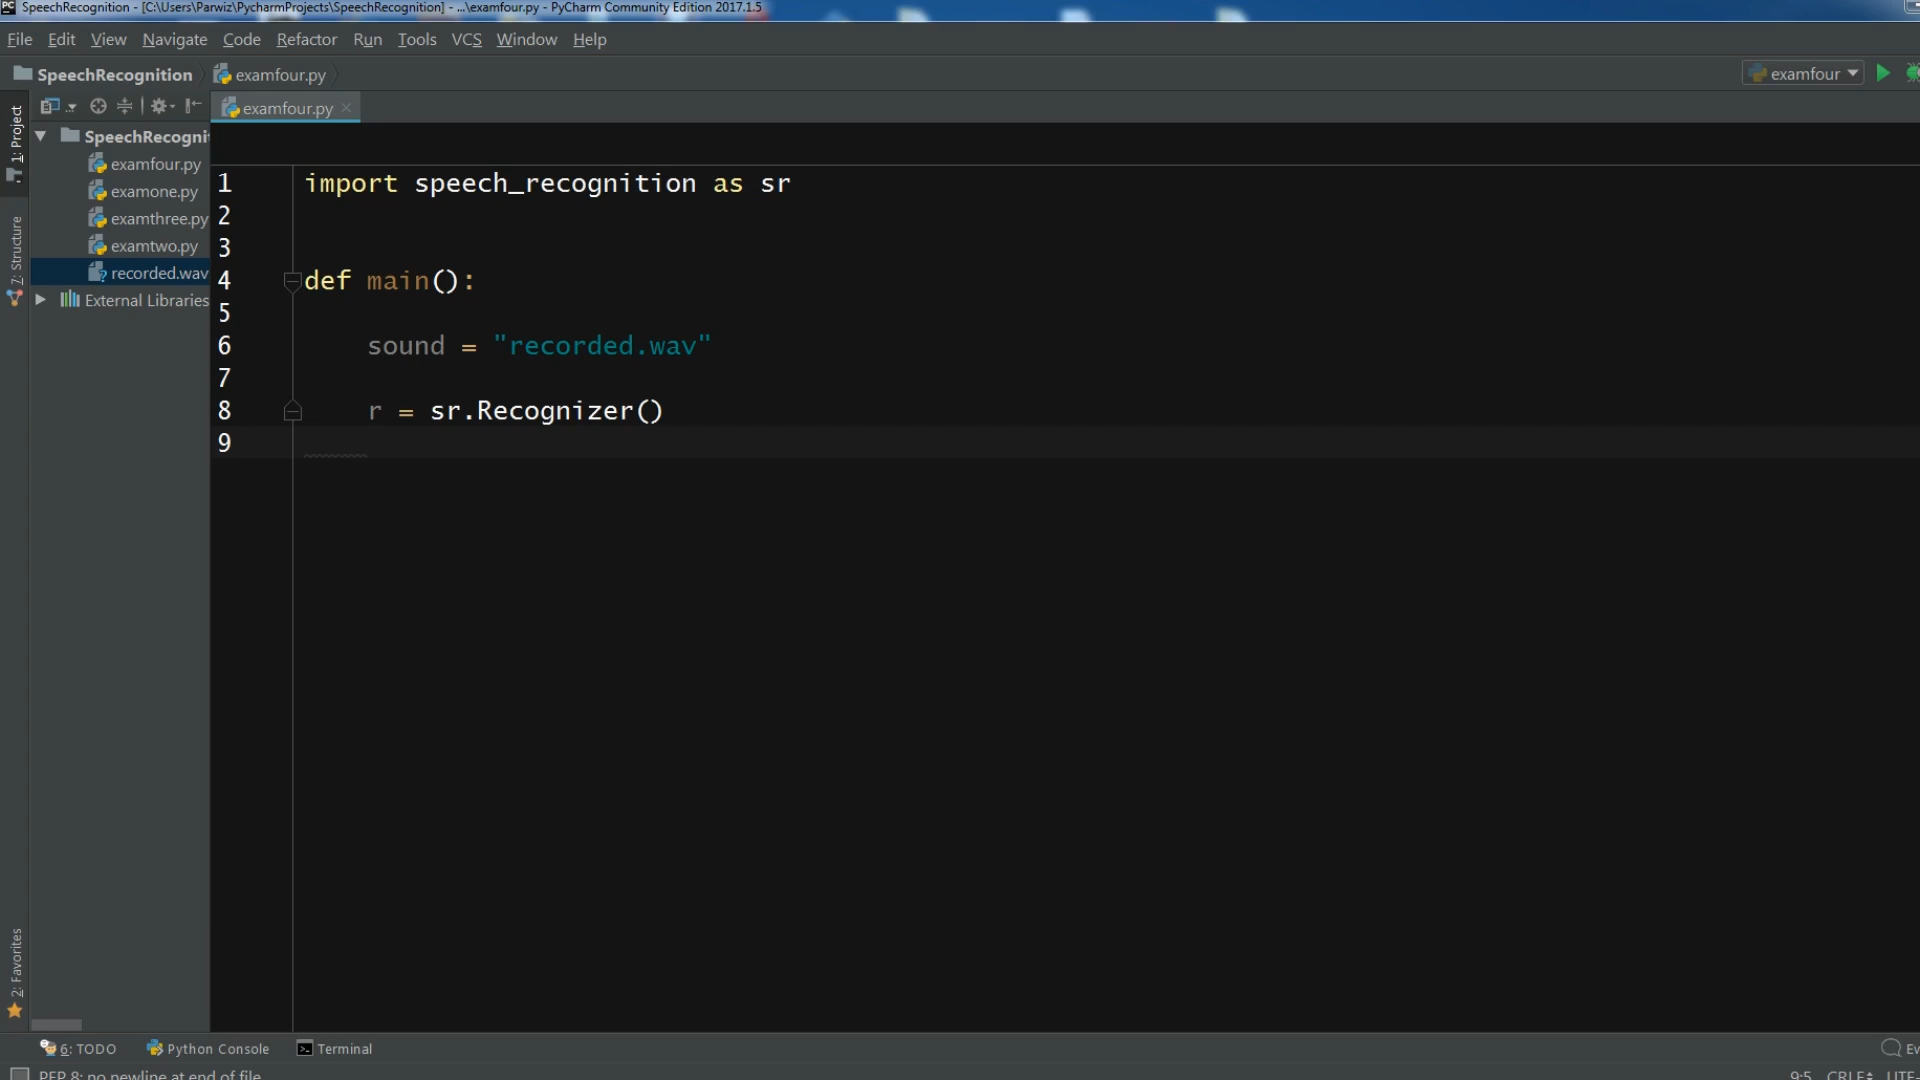 SpeechRecognition - [C:\Users\Parwiz\PycharmProjects\SpeechRecognition] - ...\examfour.py - PyCharm Community Edition 2017.1.5
File Edit View Navigate Code Refactor Run Tools VCS Window Help
SpeechRecognition examfour.py examfour
examfour.py
1: Project
7: Structure
2: Favorites
SpeechRecogni
examfour.py
examone.py
examthree.py
examtwo.py
recorded.wav
External Libraries
1 import speech_recognition as sr
2
3
4 def main():
5
6 sound = "recorded.wav"
7
8 r = sr.Recognizer()
9
6: TODO Python Console Terminal Ev
PEP 8: no newline at end of file 9:5 CRLF UTF-